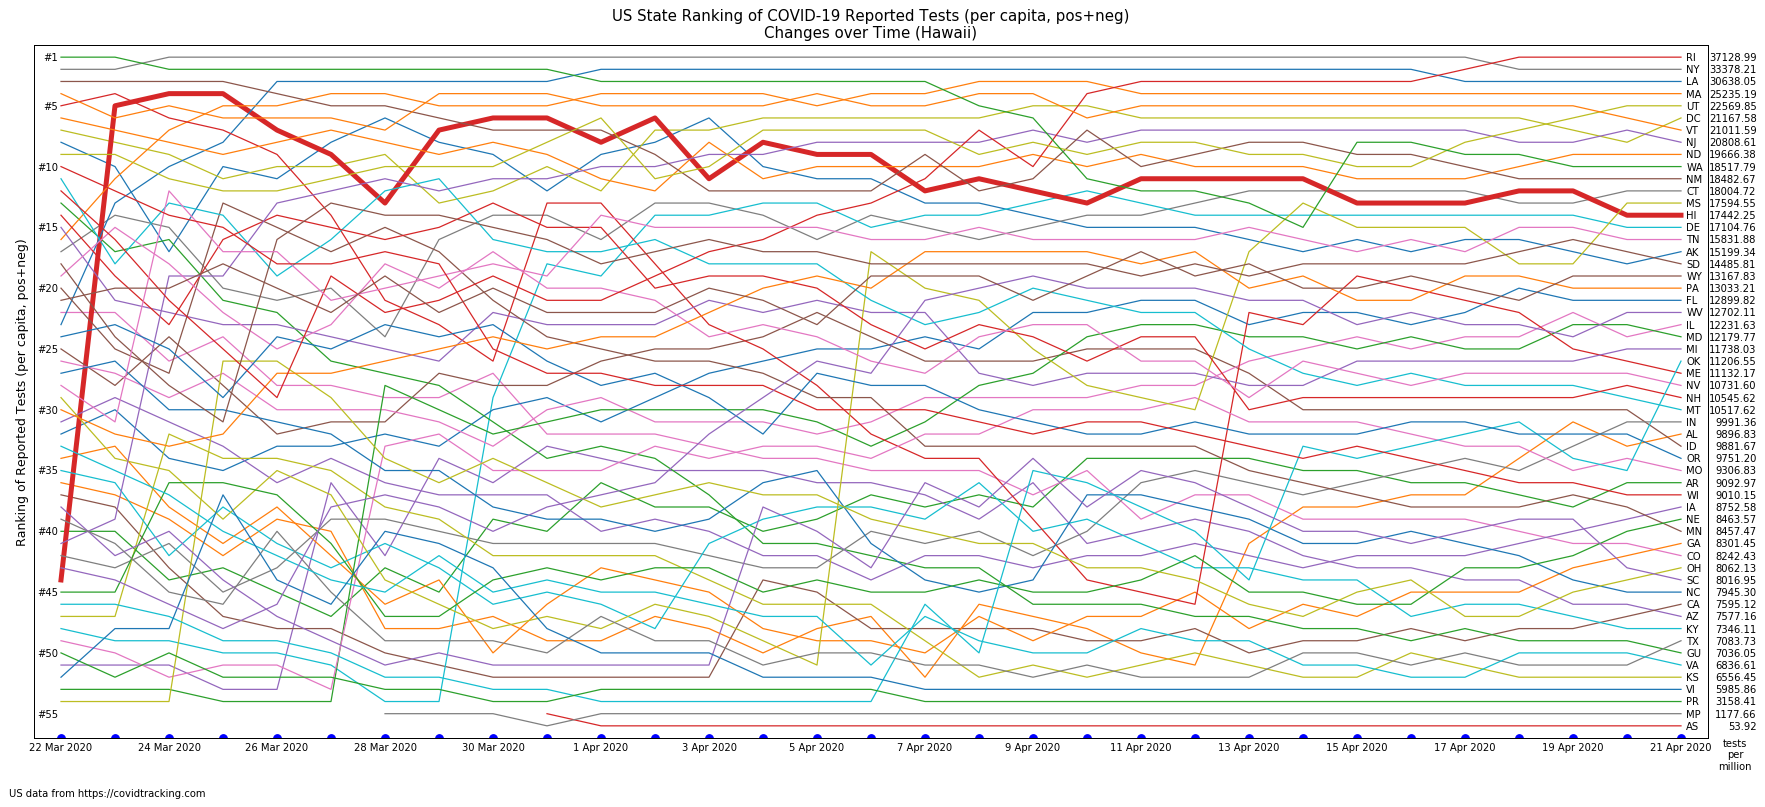 US State Ranking of COVID-19 Reported Tests (per capita, pos+neg)
Changes over Time (Hawaii)
Ranking of Reported Tests (per capita, pos+neg)
#1
#5
#10
#15
#20
#25
#30
#35
#40
#45
#50
#55
RI 37128.99
NY 33378.21
LA 30638.05
MA 25235.19
UT 22569.85
DC 21167.58
VT 21011.59
NJ 20808.61
ND 19666.38
WA 18517.79
NM 18482.67
CT 18004.72
MS 17594.55
HI 17442.25
DE 17104.76
TN 15831.88
AK 15199.34
SD 14485.81
WY 13167.83
PA 13033.21
FL 12899.82
WV 12702.11
IL 12231.63
MD 12179.77
MI 11738.03
OK 11206.55
ME 11132.17
NV 10731.60
NH 10545.62
MT 10517.62
IN 9991.36
AL 9896.83
ID 9881.67
OR 9751.20
MO 9306.83
AR 9092.97
WI 9010.15
IA 8752.58
NE 8463.57
MN 8457.47
GA 8301.45
CO 8242.43
OH 8062.13
SC 8016.95
NC 7945.30
CA 7595.12
AZ 7577.16
KY 7346.11
TX 7083.73
GU 7036.05
VA 6836.61
KS 6556.45
VI 5985.86
PR 3158.41
MP 1177.66
AS 53.92
22 Mar 2020
24 Mar 2020
26 Mar 2020
28 Mar 2020
30 Mar 2020
1 Apr 2020
3 Apr 2020
5 Apr 2020
7 Apr 2020
9 Apr 2020
11 Apr 2020
13 Apr 2020
15 Apr 2020
17 Apr 2020
19 Apr 2020
21 Apr 2020
tests
per
million
US data from https://covidtracking.com